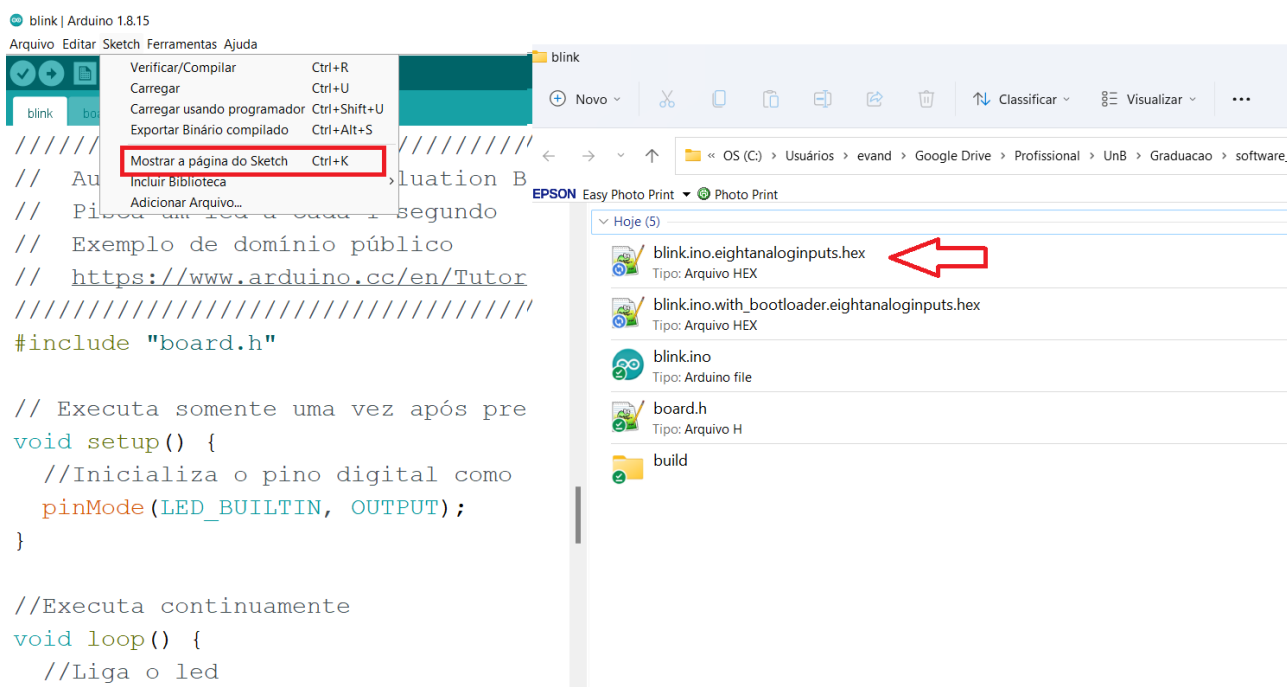 blink | Arduino 1.8.15
Arquivo Editar Sketch Ferramentas Ajuda
Verificar/Compilar Ctrl+R
Carregar Ctrl+U
Carregar usando programador Ctrl+Shift+U
Exportar Binário compilado Ctrl+Alt+S
Mostrar a página do Sketch Ctrl+K
Incluir Biblioteca
Adicionar Arquivo...
blink
//////
// Au luation B
// segundo
// Exemplo de domínio público
// https://www.arduino.cc/en/Tutor
/////////////////////////////////////
#include "board.h"
// Executa somente uma vez após pre
void setup() {
//Inicializa o pino digital como
pinMode(LED_BUILTIN, OUTPUT);
}
//Executa continuamente
void loop() {
//Liga o led
blink
Novo
Classificar
Visualizar
« OS (C:) > Usuários > evand > Google Drive > Profissional > UnB > Graduacao > software_
EPSON Easy Photo Print Photo Print
Hoje (5)
blink.ino.eightanaloginputs.hex
Tipo: Arquivo HEX
blink.ino.with_bootloader.eightanaloginputs.hex
Tipo: Arquivo HEX
blink.ino
Tipo: Arduino file
board.h
Tipo: Arquivo H
build